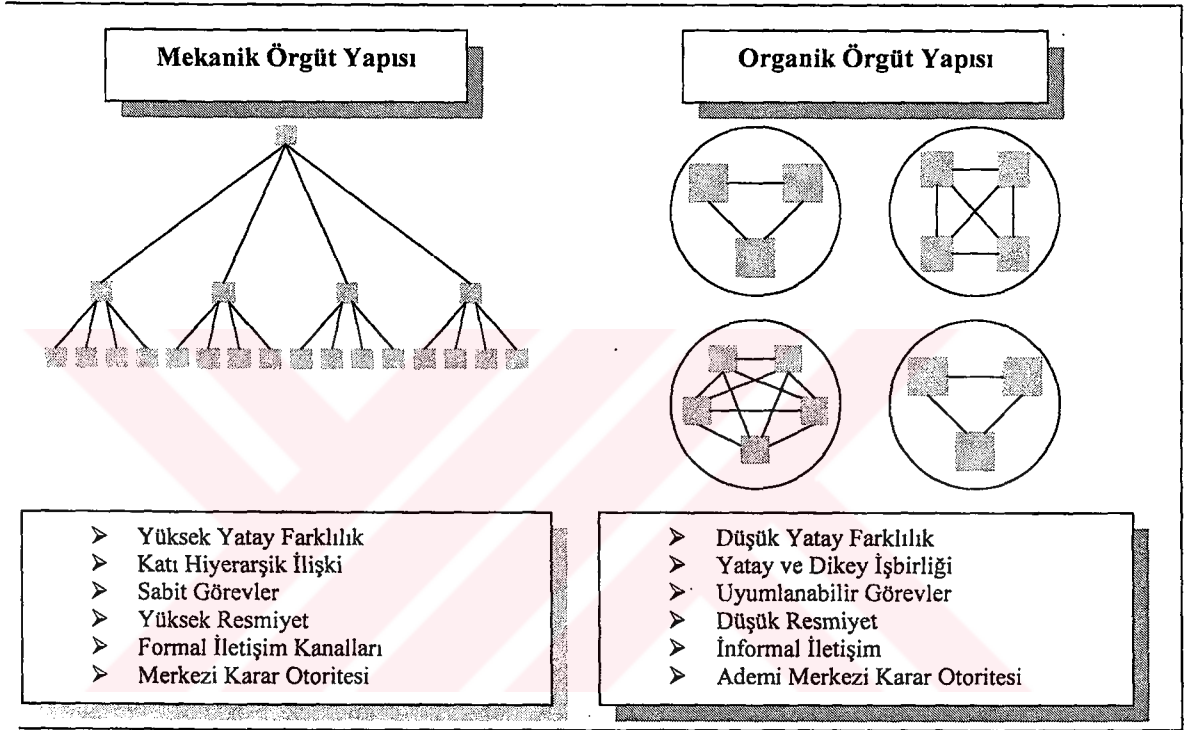 Mekanik Örgüt Yapısı
Yüksek Yatay Farklılık
Katı Hiyerarşik İlişki
Sabit Görevler
Yüksek Resmiyet
Formal İletişim Kanalları
Merkezi Karar Otoritesi
Organik Örgüt Yapısı
Düşük Yatay Farklılık
Yatay ve Dikey İşbirliği
Uyumlanabilir Görevler
Düşük Resmiyet
İnformal İletişim
Ademi Merkezi Karar Otoritesi